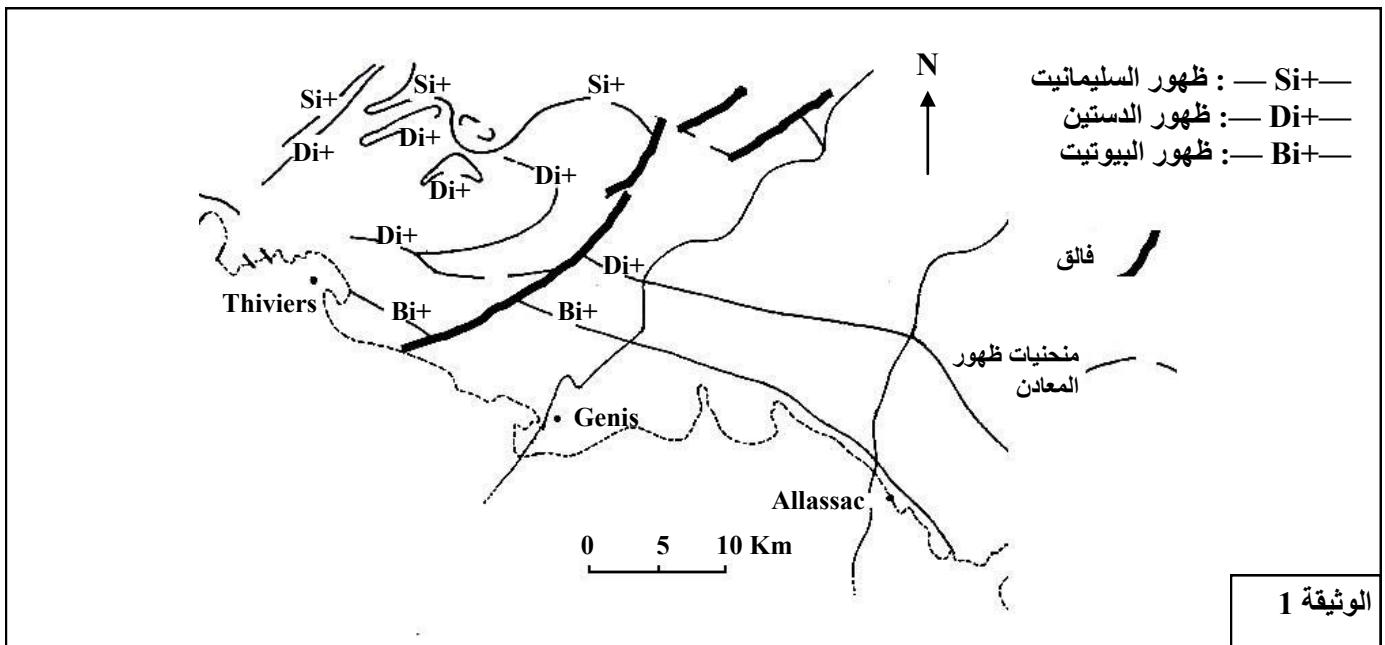 N
— Si+— : ظهور السليمانيت
— Di+—: ظهور الدستين
— Bi+—: ظهور البيوتيت
Si+
Si+
Si+
Di+
Di+
Di+
Di+
Di+
Di+
Bi+
Bi+
Thiviers
Genis
Allassac
فالق
منحنيات ظهور
المعادن
0 5 10 Km
الوثيقة 1